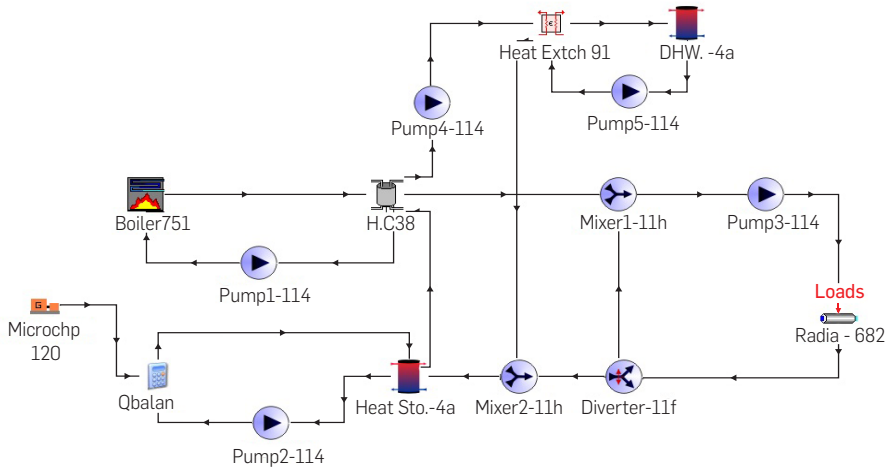 Heat Extch 91
DHW. -4a
Pump4-114
Pump5-114
Boiler751
H.C38
Mixer1-11h
Pump3-114
Pump1-114
Loads
G
Microchp
120
Radia - 682
Qbalan
Heat Sto.-4a
Mixer2-11h
Diverter-11f
Pump2-114